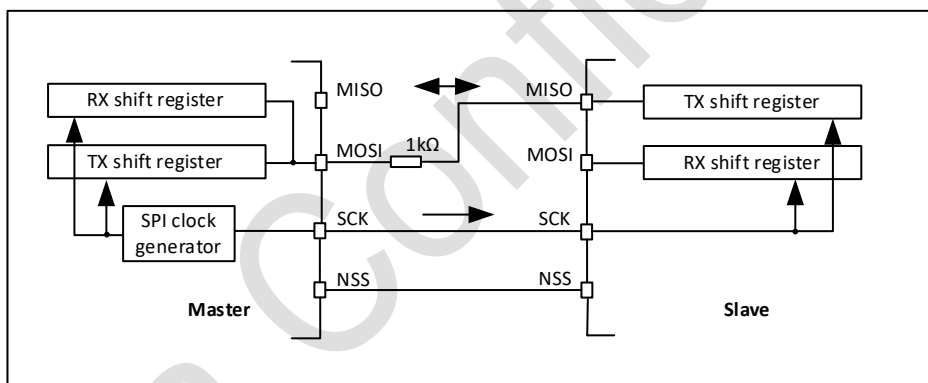 RX shift register
MISO
MISO
TX shift register
TX shift register
MOSI
1kΩ
MOSI
RX shift register
SPI clock
generator
SCK
SCK
NSS
NSS
Master
Slave